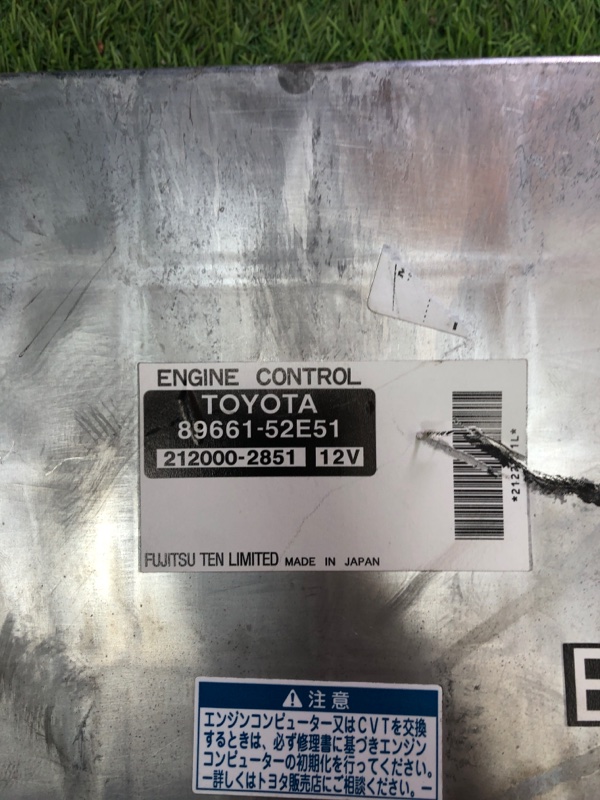 ENGINE CONTROL
TOYOTA
89661-52E51
212000-2851 12V
FUJITSU TEN LIMITED MADE IN JAPAN
注意
エンジンコンピューター又はCVTを交換
するときは、必ず修理書に基づきエンジン
コンピューターの初期化を行ってください。
ー詳しくはトヨタ販売店にご相談ください。ー